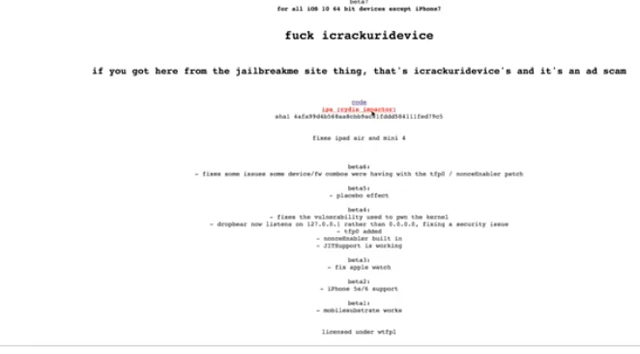 beta7
for all iOS 10 64 bit devices except iPhone7
fuck icrackuridevice
if you got here from the jailbreakme site thing, that's icrackuridevice's and it's an ad scam
code
ipa (cydia impactor)
sha1
fixes ipad air and mini 4
beta6:
- fixes some issues some device/fw combos were having with the tfp0 / nonceEnabler patch
beta5:
- placebo effect
beta4:
- fixes the vulnerability used to pwn the kernel
- dropbear now listens on 127.0.0.1 rather than 0.0.0.0, fixing a security issue
- tfp0 added
- nonceEnabler built in
- JITSupport is working
beta3:
- fix apple watch
beta2:
- iPhone 5s/6 support
beta1:
- mobilesubstrate works
licensed under wtfpl